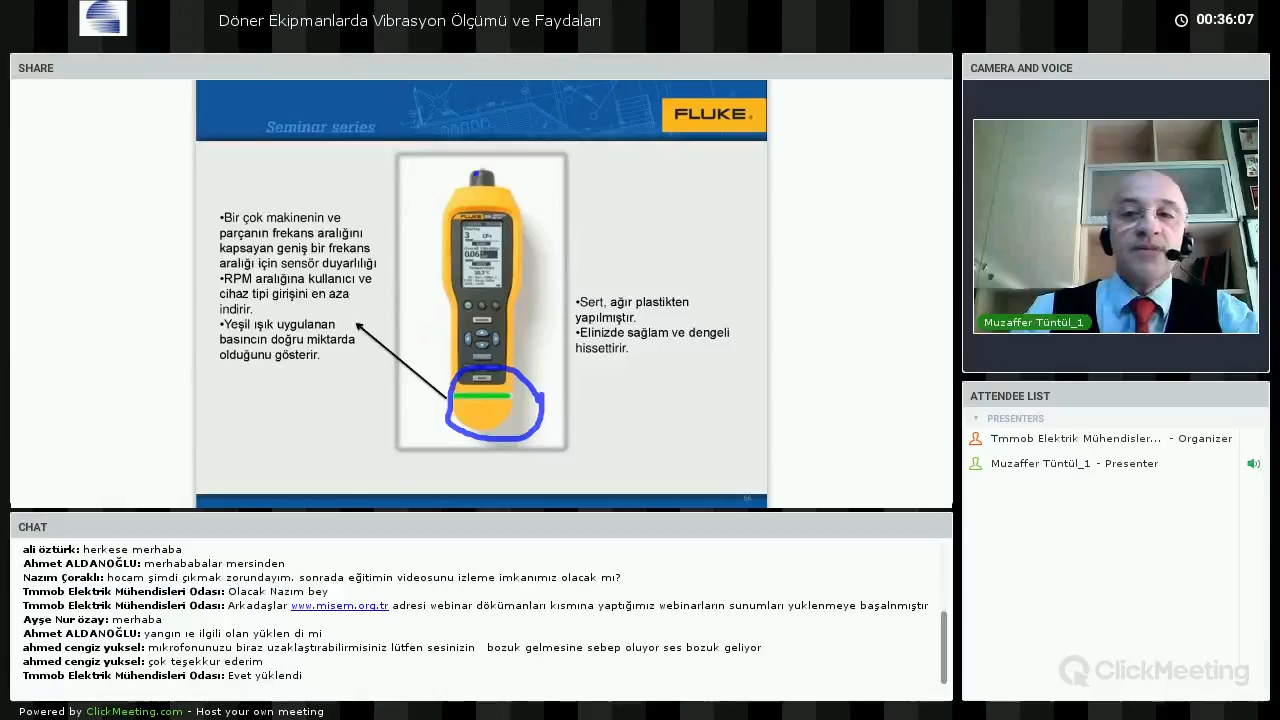 Döner Ekipmanlarda Vibrasyon Ölçümü ve Faydaları
00:36:07
SHARE
Seminar series
FLUKE®
•Bir çok makinenin ve
parçanın frekans aralığını
kapsayan geniş bir frekans
aralığı için sensör duyarlılığı
•RPM aralığına kullanıcı ve
cihaz tipi girişini en aza
indirir.
•Yeşil ışık uygulanan
basıncın doğru miktarda
olduğunu gösterir.
FLUKE
•Sert, ağır plastikten
yapılmıştır.
•Elinizde sağlam ve dengeli
hissettirir.
56
CAMERA AND VOICE
Muzaffer Tüntül_1
ATTENDEE LIST
PRESENTERS
Tmmob Elektrik Mühendisler... - Organizer
Muzaffer Tüntül_1 - Presenter
CHAT
ali öztürk: herkese merhaba
Ahmet ALDANOĞLU: merhababalar mersinden
Nazım Çoraklı: hocam şimdi çıkmak zorundayım. sonrada eğitimin videosunu izleme imkanımız olacak mı?
Tmmob Elektrik Mühendisleri Odası: Olacak Nazım bey
Tmmob Elektrik Mühendisleri Odası: Arkadaşlar www.misem.org.tr adresi webinar dökümanları kısmına yaptığımız webinarların sunumları yuklenmeye başalnmıştır
Ayşe Nur özay: merhaba
Ahmet ALDANOĞLU: yangın ıe ilgili olan yüklen di mi
ahmed cengiz yuksel: mıkrofonunuzu biraz uzaklaştırabilirmisiniz lütfen sesinizin bozuk gelmesine sebep oluyor ses bozuk geliyor
ahmed cengiz yuksel: çok teşekkur ederim
Tmmob Elektrik Mühendisleri Odası: Evet yüklendi
ClickMeeting
Powered by ClickMeeting.com - Host your own meeting